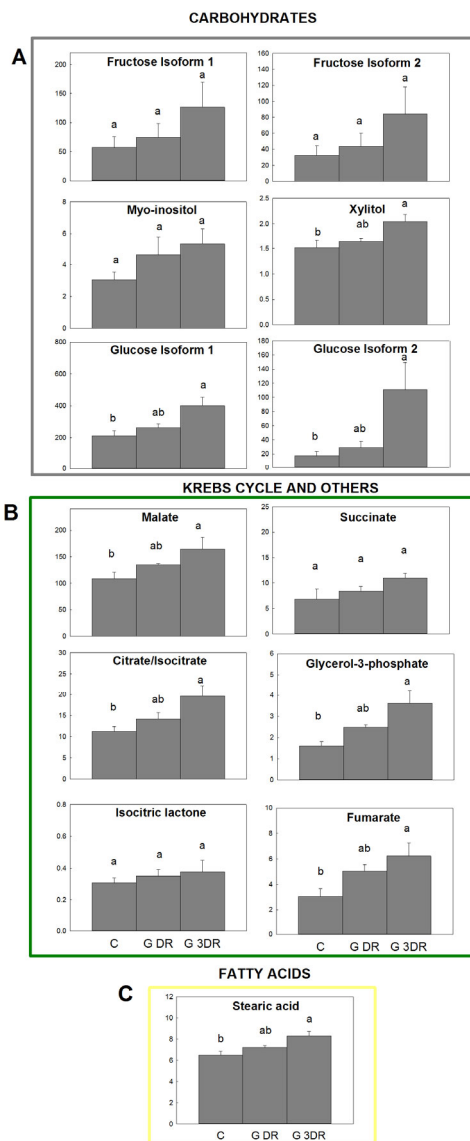 CARBOHYDRATES
A
Fructose Isoform 1
Fructose Isoform 2
200
150
100
50
0
a
a
a
160
140
120
100
80
60
40
20
0
a
a
a
Myo-inositol
Xylitol
6
4
2
0
a
a
a
2.5
2.0
1.5
1.0
0.5
0.0
b
ab
a
Glucose Isoform 1
Glucose Isoform 2
800
600
400
200
0
b
ab
a
180
160
140
120
100
80
60
40
20
0
b
ab
a
KREBS CYCLE AND OTHERS
B
Malate
Succinate
200
150
100
50
0
b
ab
a
25
20
15
10
5
0
a
a
a
Citrate/Isocitrate
Glycerol-3-phosphate
30
25
20
15
10
5
0
b
ab
a
6
5
4
3
2
1
0
b
ab
a
Isocitric lactone
Fumarate
0.8
0.6
0.4
0.2
0.0
a
a
a
10
8
6
4
2
0
b
ab
a
C G DR G 3DR
C G DR G 3DR
FATTY ACIDS
C
Stearic acid
12
10
8
6
4
2
0
b
ab
a
C G DR G 3DR